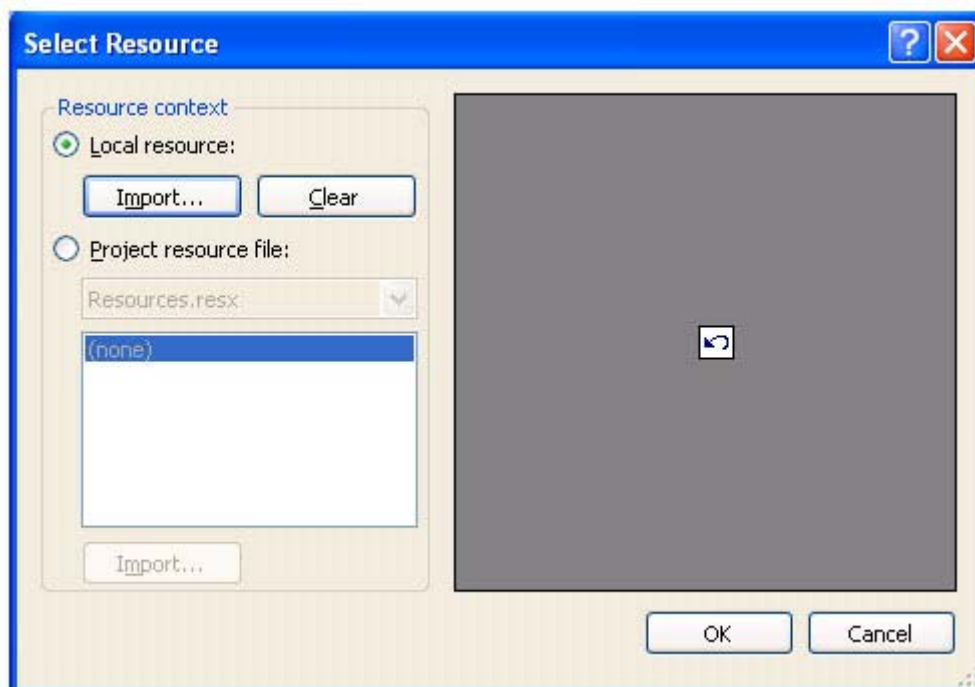 Select Resource
?
Resource context
Local resource:
Import...
Clear
Project resource file:
Resources.resx
(none)
Import...
OK
Cancel